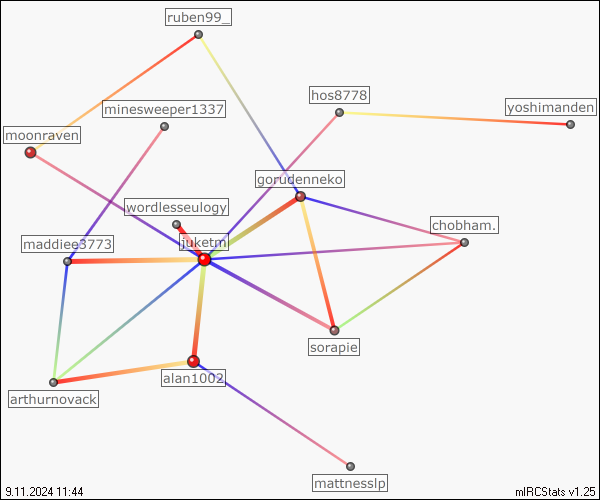 ruben99_
hos8778
minesweeper1337
yoshimanden
moonraven
gorudenneko
wordlesseulogy
chobham.
maddiee3773
juketm
sorapie
alan1002
arthurnovack
mattnesslp
9.11.2024 11:44
mIRCStats v1.25